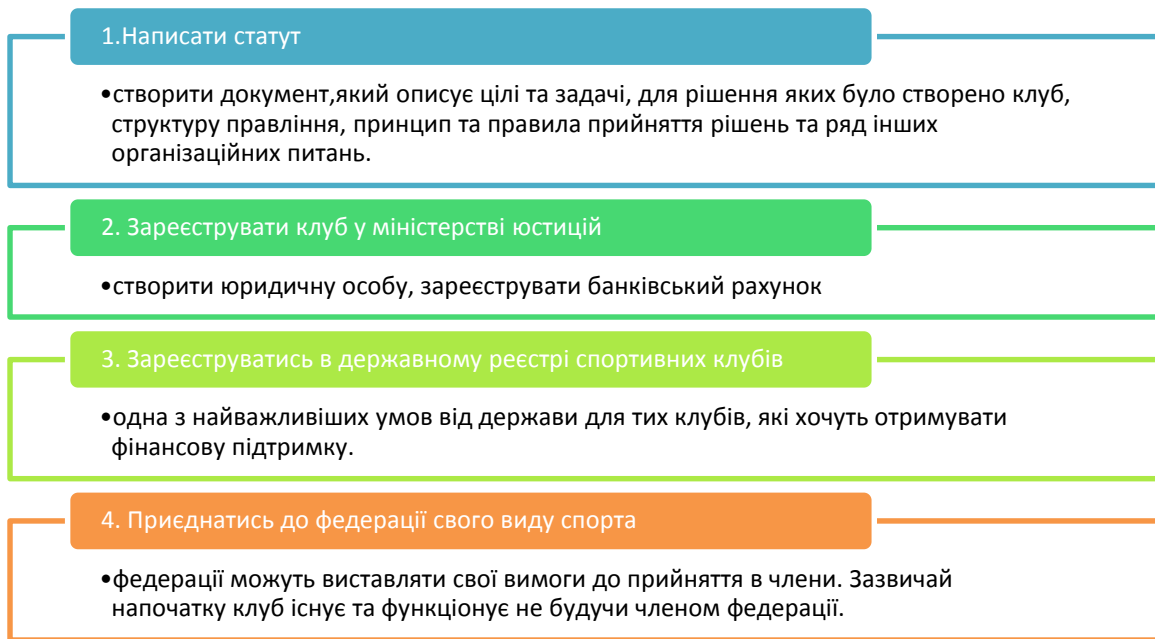 1.Написати статут
•створити документ,який описує цілі та задачі, для рішення яких було створено клуб,
структуру правління, принцип та правила прийняття рішень та ряд інших
організаційних питань.
2. Зареєструвати клуб у міністерстві юстицій
•створити юридичну особу, зареєструвати банківський рахунок
3. Зареєструватись в державному реєстрі спортивних клубів
•одна з найважливіших умов від держави для тих клубів, які хочуть отримувати
фінансову підтримку.
4. Приєднатись до федерації свого виду спорта
•федерації можуть виставляти свої вимоги до прийняття в члени. Зазвичай
напочатку клуб існує та функціонує не будучи членом федерації.